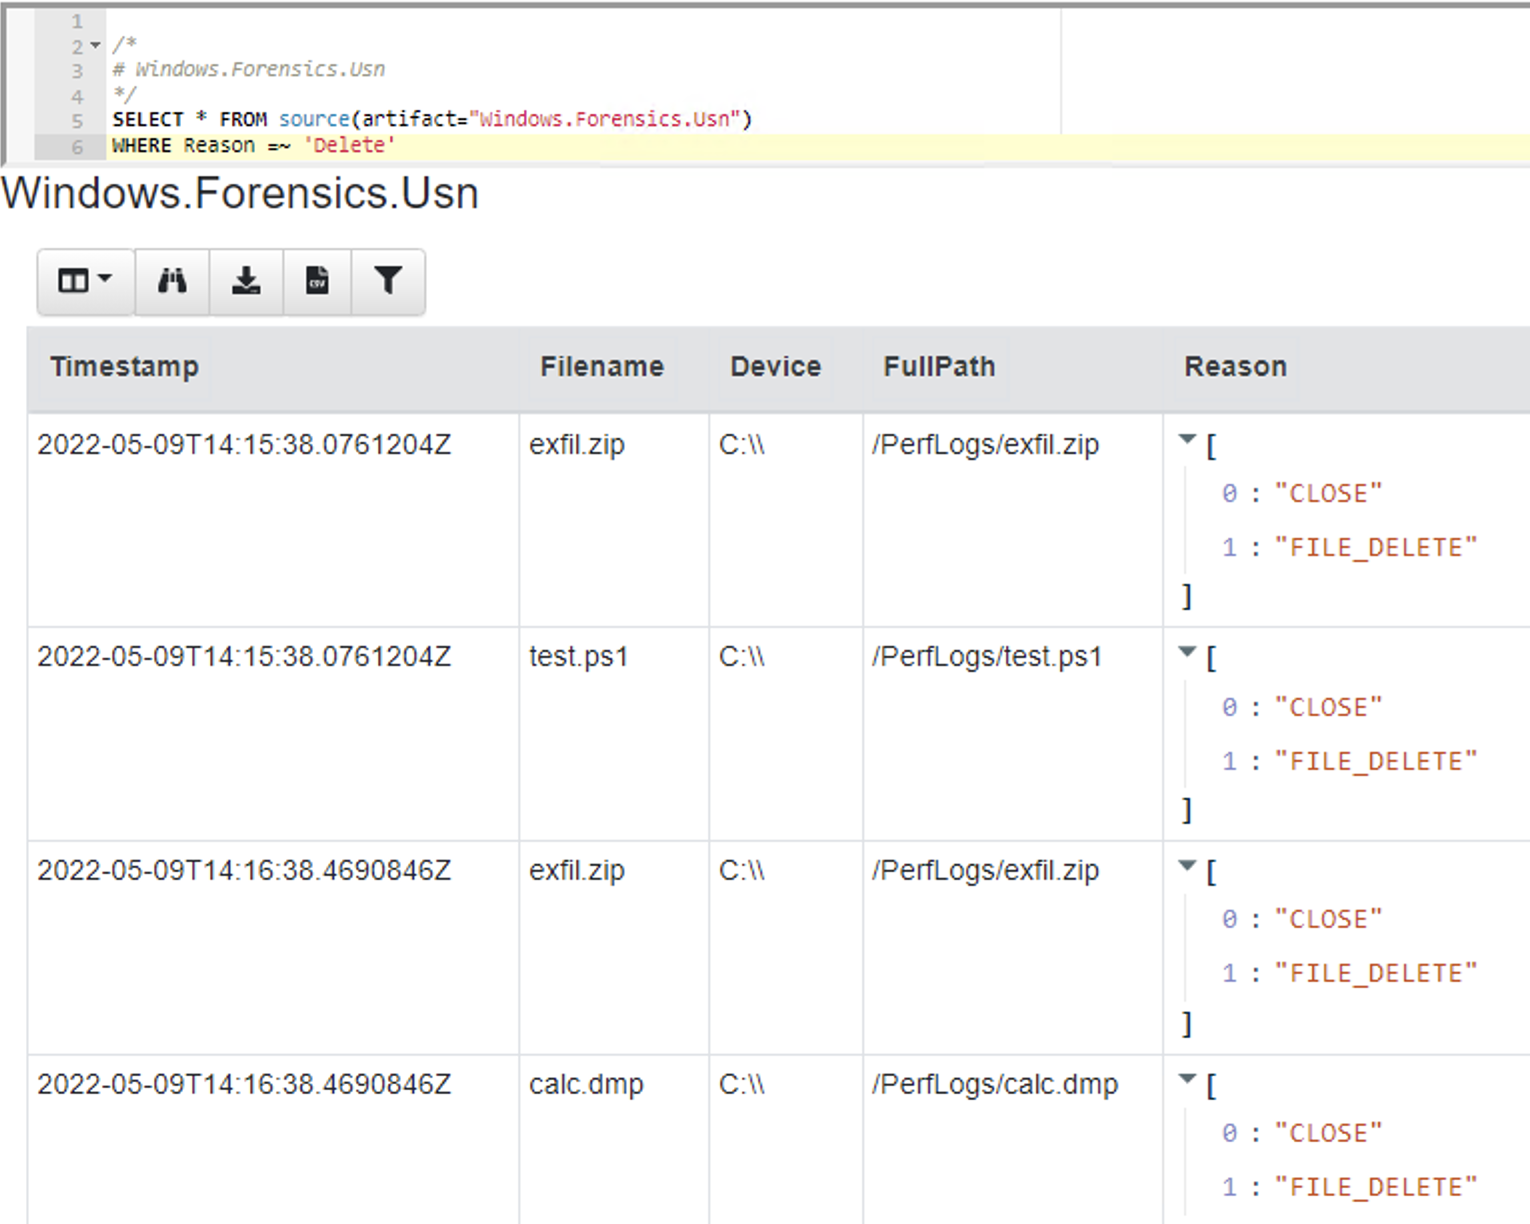 1
2 /*
3 # Windows.Forensics.Usn
4 */
5 SELECT * FROM source(artifact="Windows.Forensics.Usn")
6 WHERE Reason =~ 'Delete'
Windows.Forensics.Usn
CSV
Timestamp Filename Device FullPath Reason
2022-05-09T14:15:38.0761204Z exfil.zip C:\\ /PerfLogs/exfil.zip [
0 : "CLOSE"
1 : "FILE_DELETE"
]
2022-05-09T14:15:38.0761204Z test.ps1 C:\\ /PerfLogs/test.ps1 [
0 : "CLOSE"
1 : "FILE_DELETE"
]
2022-05-09T14:16:38.4690846Z exfil.zip C:\\ /PerfLogs/exfil.zip [
0 : "CLOSE"
1 : "FILE_DELETE"
]
2022-05-09T14:16:38.4690846Z calc.dmp C:\\ /PerfLogs/calc.dmp [
0 : "CLOSE"
1 : "FILE_DELETE"